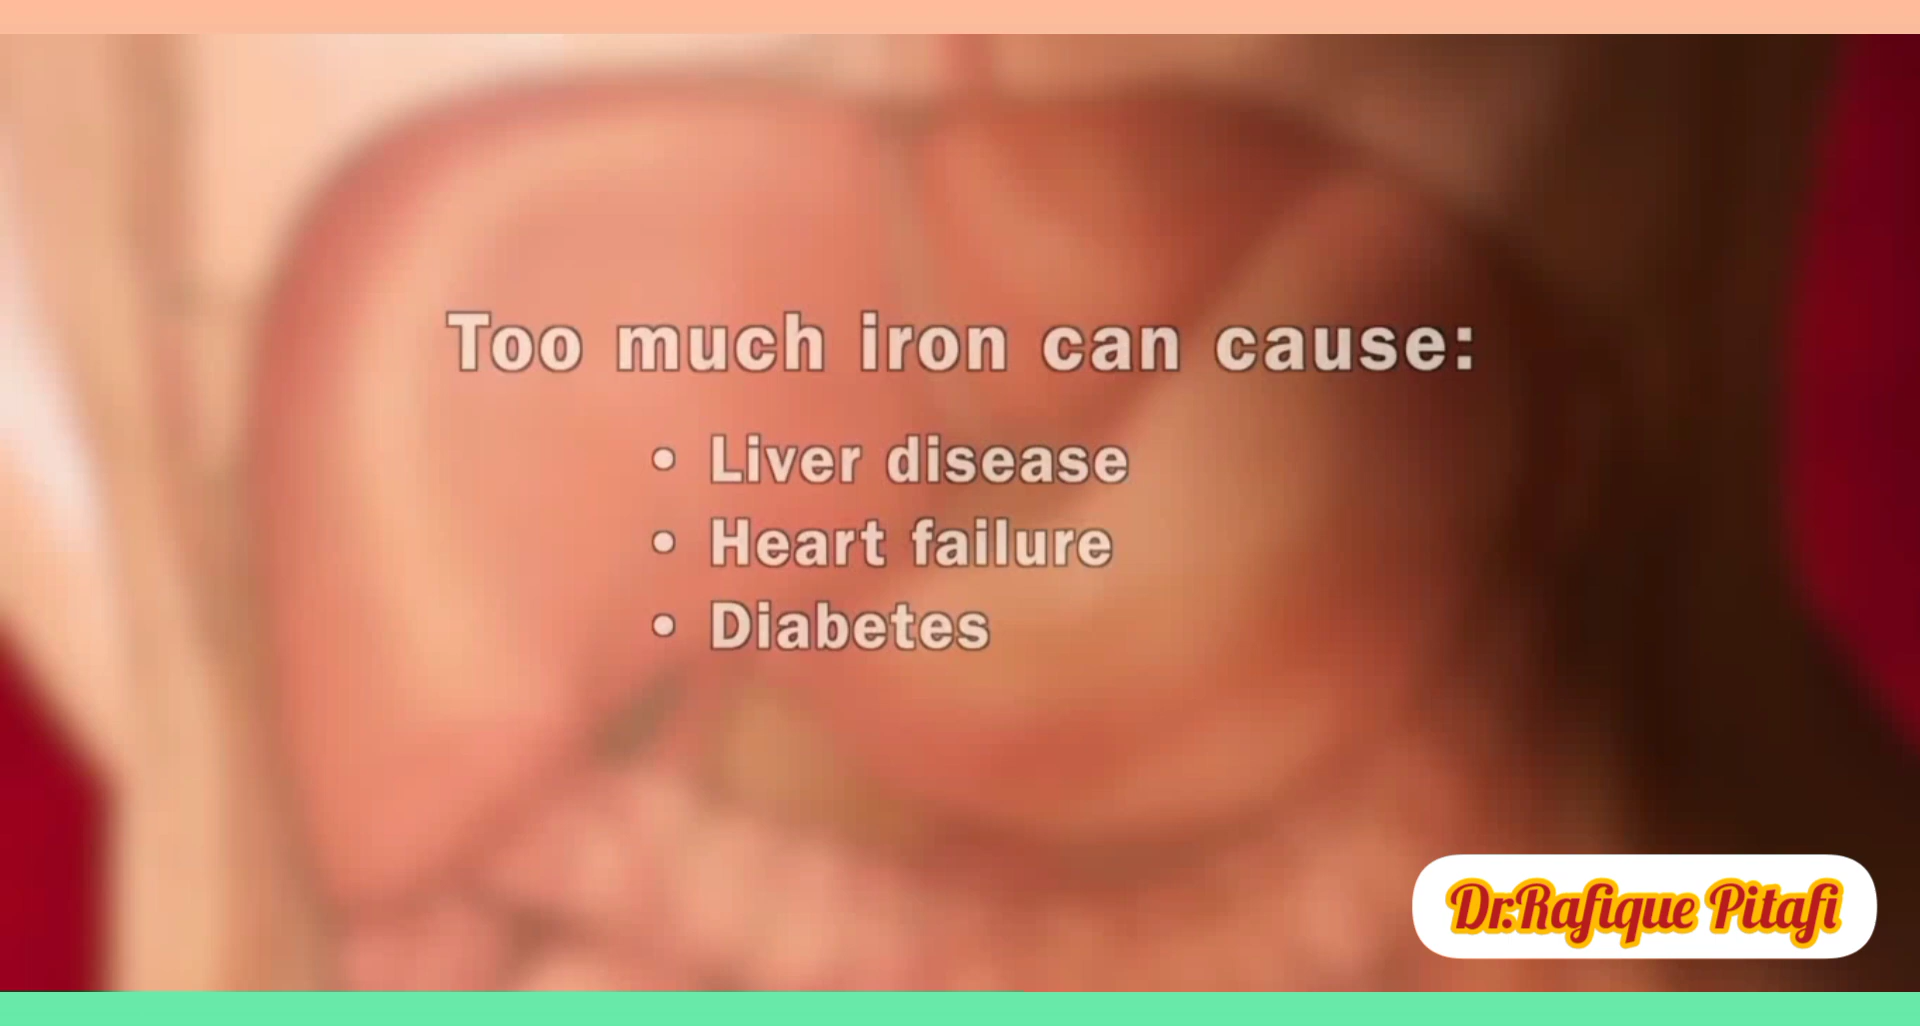 Too much iron can cause:
• Liver disease
• Heart failure
• Diabetes
Dr.Rafique Pitafi